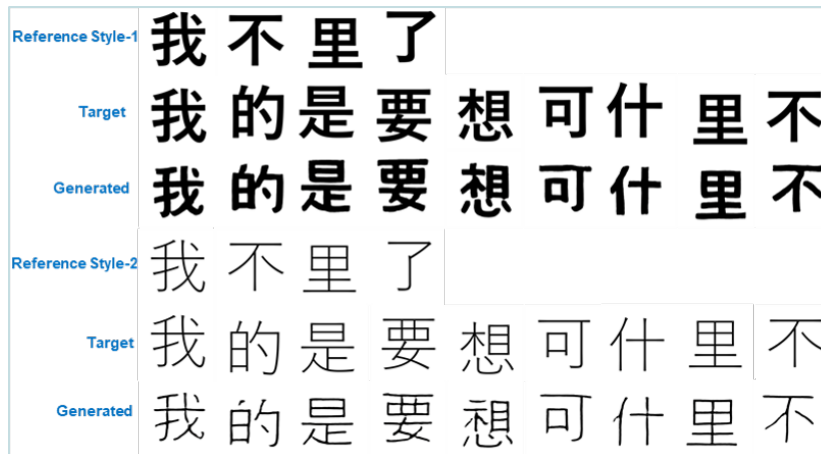 Reference Style-1 我 不 里 了
Target 我 的 是 要 想 可 什 里 不
Generated 我 的 是 要 想 可 什 里 不
Reference Style-2 我 不 里 了
Target 我 的 是 要 想 可 什 里 不
Generated 我 的 是 要 想 可 什 里 不